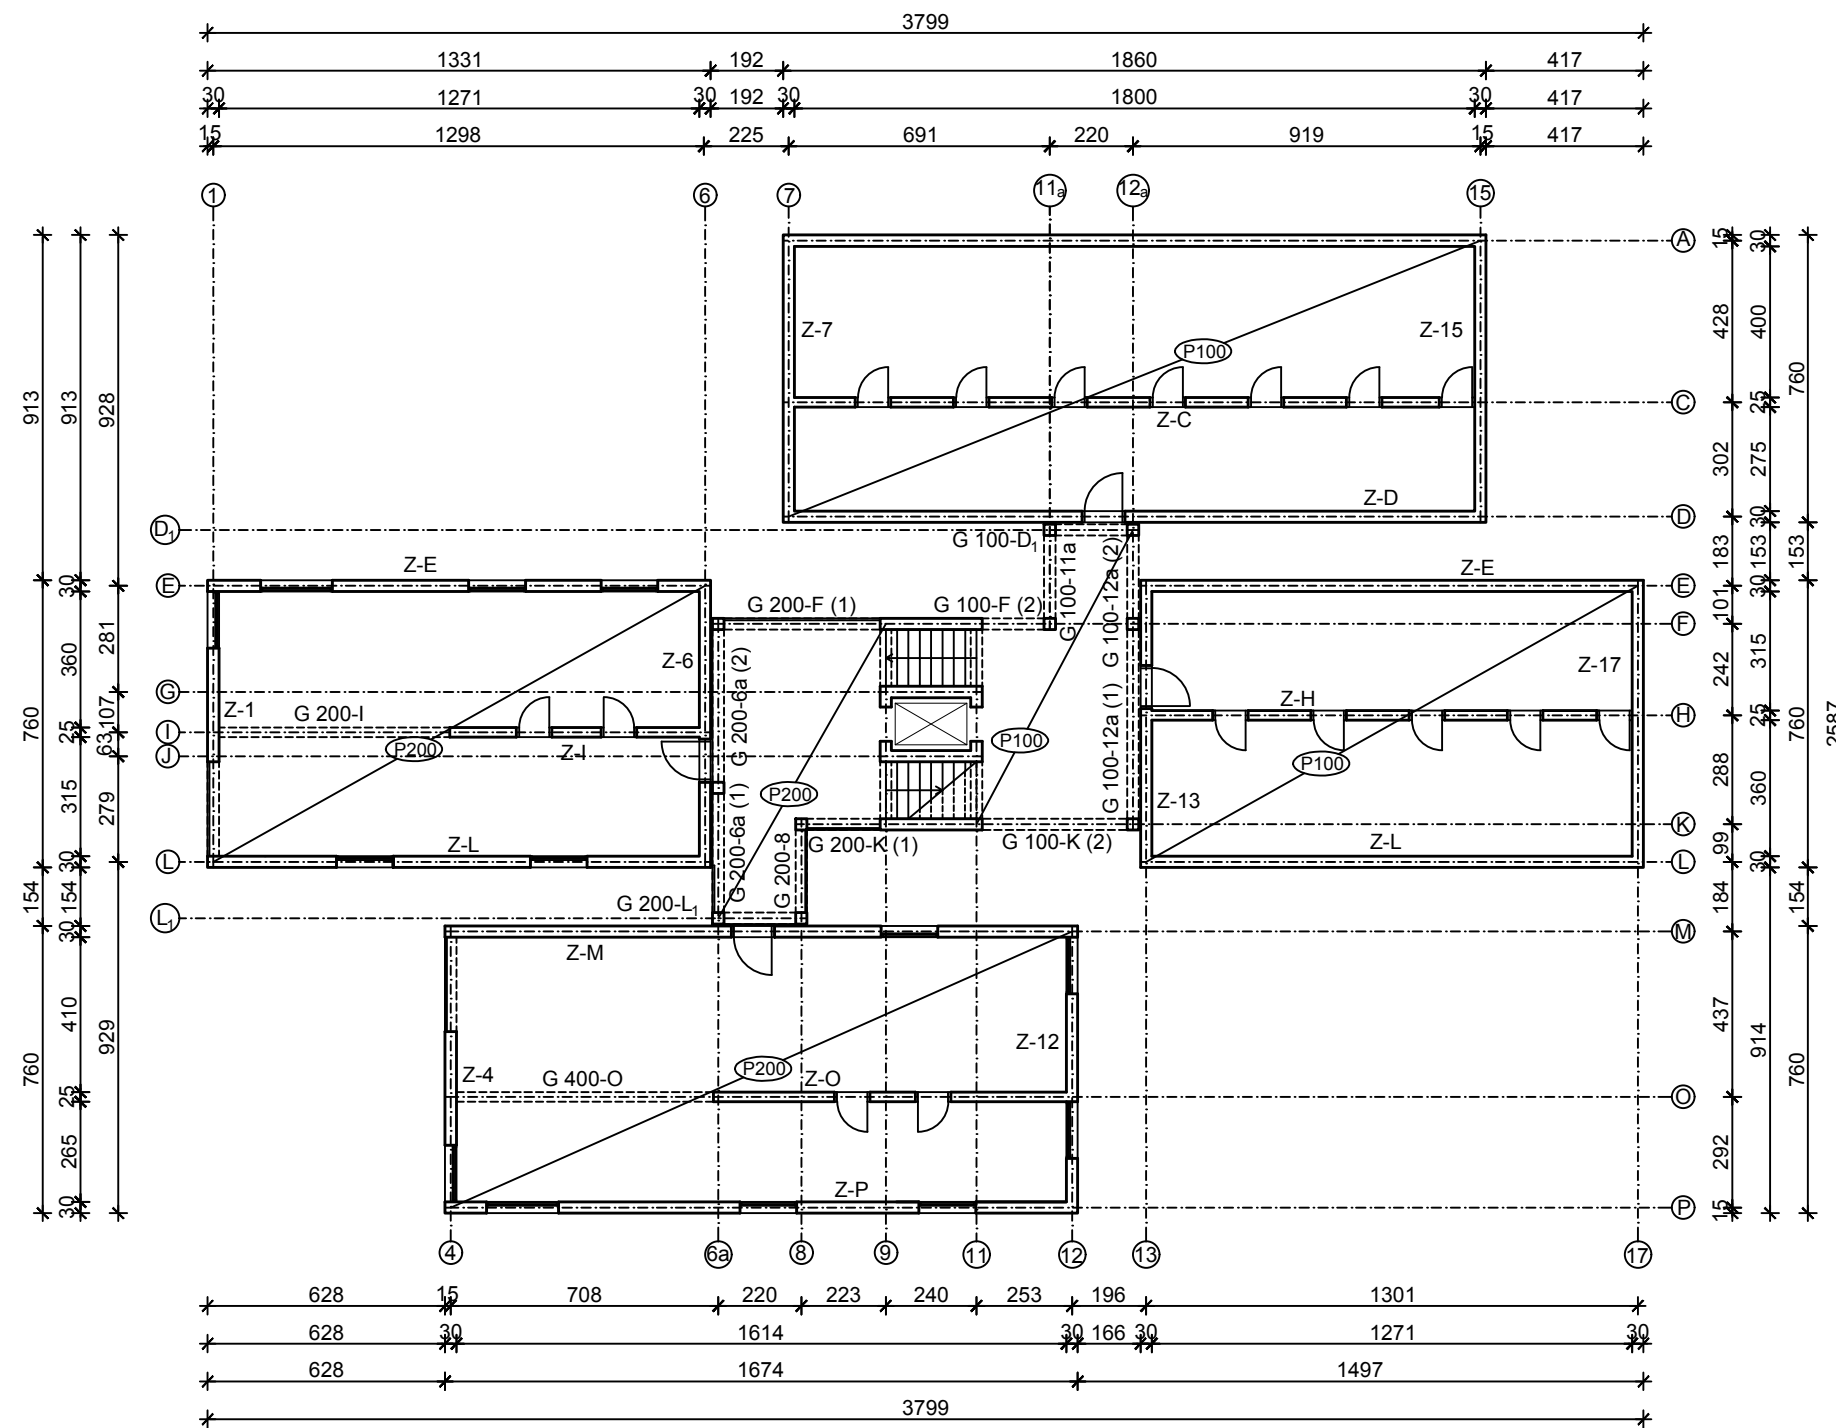 3799
1331 192 1860 417
30 1271 30 192 30 1800 30 417
15 1298 225 691 220 919 15 417
1 6 7 11a 12a 15
A
C
D
D1
E
F
G
H
I
J
K
L
L1
M
O
P
E
L
Z-7 Z-15
P100
Z-C
Z-D
G 100-D1
G 100-11a
G 100-12a (2)
Z-E
Z-E
G 200-F (1) G 100-F (2)
Z-6
Z-17
Z-1 G 200-I
Z-H
G 200-6a (2)
P200
Z-I
P100
P100
G 100-12a (1)
P200
Z-13
G 200-6a (1)
G 200-8
Z-L
G 200-K (1) G 100-K (2)
Z-L
G 200-L1
Z-M
Z-12
Z-4 G 400-O
P200
Z-O
Z-P
913 760 154 760
913 30 360 25 315 30 154 30 410 25 265 30
928 281 107 63 279 929
15 428 302 183 101 242 288 99 184 437 292 15
30 400 25 275 30 153 30 315 25 360 30 914
760 153 760 154 760
2587
4 6a 8 9 11 12 13 17
628 15 708 220 223 240 253 196 1301
628 30 1614 30 166 30 1271 30
628 1674 1497
3799